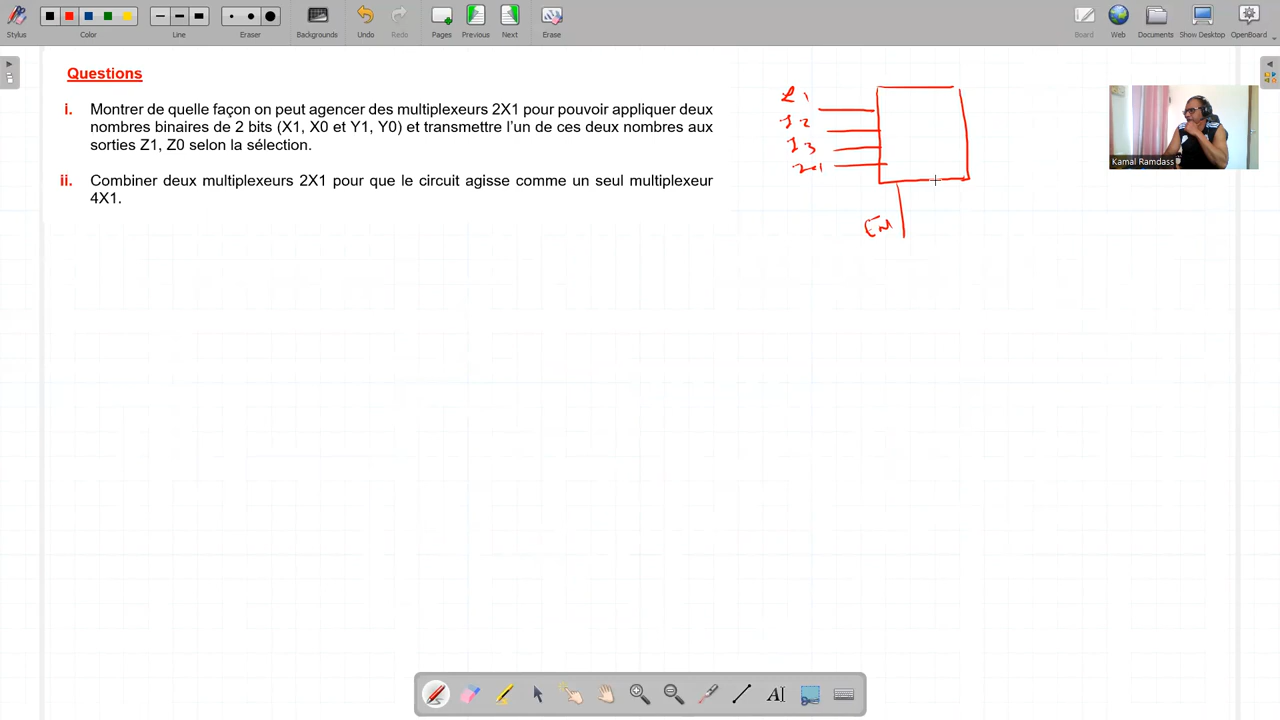 Stylus
Color
Line
Eraser
Backgrounds
Undo
Redo
Pages
Previous
Next
Erase
Board
Web
Documents
Show Desktop
OpenBoard
Questions
i. Montrer de quelle façon on peut agencer des multiplexeurs 2X1 pour pouvoir appliquer deux
nombres binaires de 2 bits (X1, X0 et Y1, Y0) et transmettre l'un de ces deux nombres aux
sorties Z1, Z0 selon la sélection.
ii. Combiner deux multiplexeurs 2X1 pour que le circuit agisse comme un seul multiplexeur
4X1.
I2
I3
EN
Kamal Ramdass